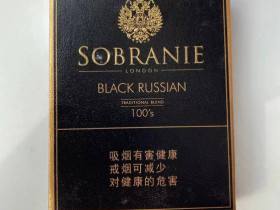 SOBRANIE
LONDON
BLACK RUSSIAN
TRADITIONAL BLEND
100's
吸烟有害健康
戒烟可减少
对健康的危害